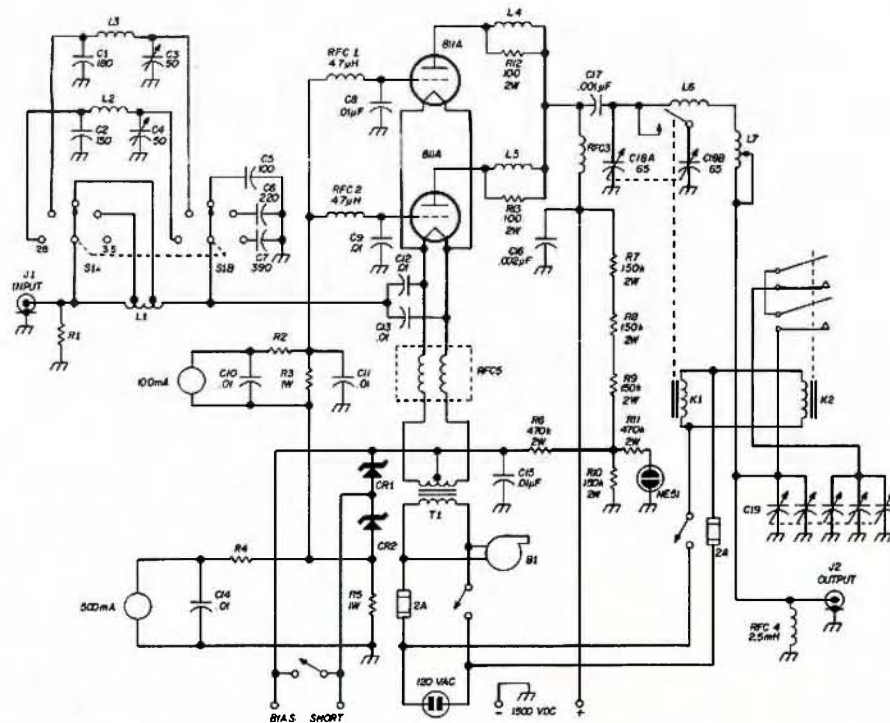 L3
C1
180
C3
50
L2
C2
150
C4
50
C5
100
C6
220
C7
390
28
S1A
3.5
S1B
J1
INPUT
R1
L1
RFC 1
47μH
C8
.01μF
811A
RFC 2
47μH
C9
.01
811A
C12
.01
C13
.01
L4
R12
100
2W
L5
R13
100
2W
C17
.001μF
RFC3
C16
.002μF
L6
C18A
65
C18B
65
L7
R7
150k
2W
R8
150k
2W
R9
150k
2W
R10
150k
2W
R11
470k
2W
NE51
R6
470k
2W
100mA
C10
.01
R2
R3
1W
C11
.01
RFC5
CR1
CR2
C15
.01μF
T1
B1
K1
K2
C19
2A
J2
OUTPUT
RFC 4
2.5mH
500mA
C14
.01
R4
R5
1W
2A
120 VAC
BIAS SHORT
- 1500 VDC +